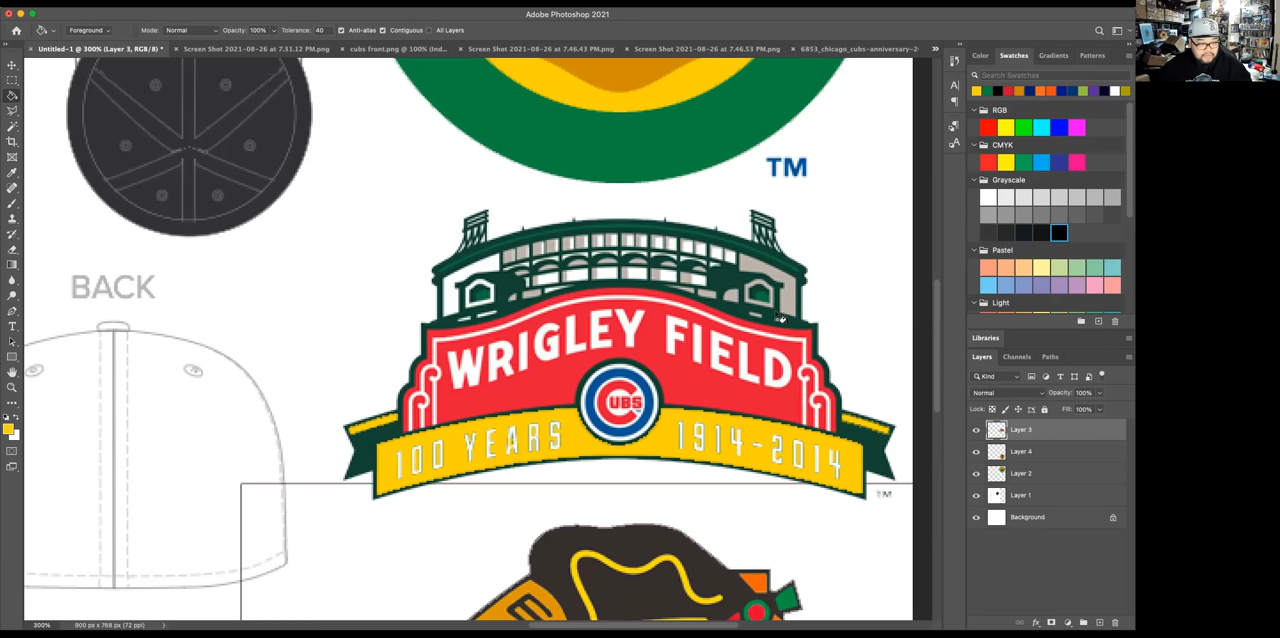 Adobe Photoshop 2021
Foreground Mode: Normal Opacity: 100% Tolerance: 40 Anti-alias Contiguous All Layers
Untitled-1 @ 300% (Layer 3, RGB/8) * Screen Shot 2021-08-26 at 7.31.12 PM.png cubs front.png @ 100% (Ind... Screen Shot 2021-08-26 at 7.46.43 PM.png Screen Shot 2021-08-26 at 7.46.53 PM.png 6853_chicago_cubs-anniversary-2
Color Swatches Gradients Patterns
Search Swatches
RGB
CMYK
Grayscale
Pastel
Light
TM
BACK
WRIGLEY FIELD
CUBS
100 YEARS 1914-2014
TM
Libraries
Layers Channels Paths
Kind
Normal Opacity: 100%
Lock: Fill: 100%
Layer 3
Layer 4
Layer 2
Layer 1
Background
300% 900 px x 768 px (72 ppi)